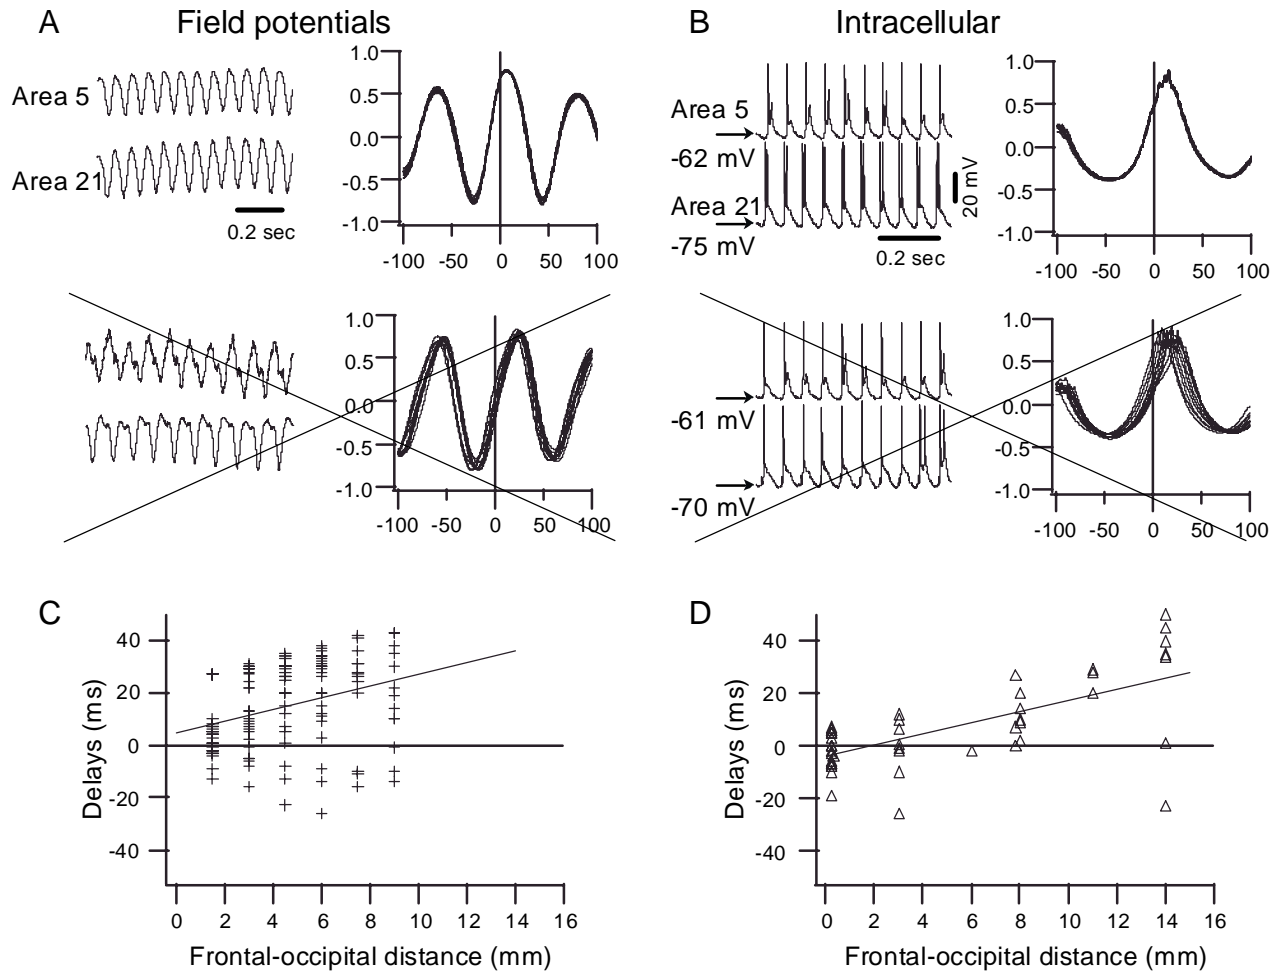 A
Field potentials
B
Intracellular
Area 5
Area 21
0.2 sec
1.0
0.5
0.0
-0.5
-1.0
-100 -50 0 50 100
Area 5
-62 mV
Area 21
-75 mV
20 mV
0.2 sec
1.0
0.5
0.0
-0.5
-1.0
-100 -50 0 50 100
1.0
0.5
0.0
-0.5
-1.0
-100 -50 0 50 100
-61 mV
-70 mV
1.0
0.5
0.0
-0.5
-1.0
-100 -50 0 50 100
C
Delays (ms)
40
20
0
-20
-40
0 2 4 6 8 10 12 14 16
Frontal-occipital distance (mm)
D
Delays (ms)
40
20
0
-20
-40
0 2 4 6 8 10 12 14 16
Frontal-occipital distance (mm)